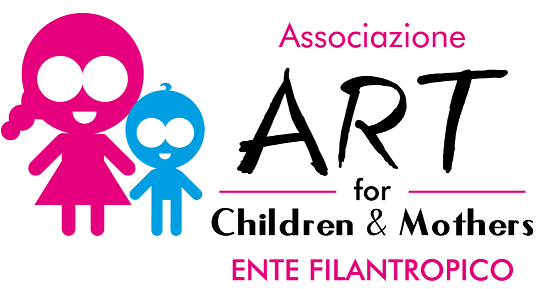 Associazione
ART
for
Children & Mothers
ENTE FILANTROPICO